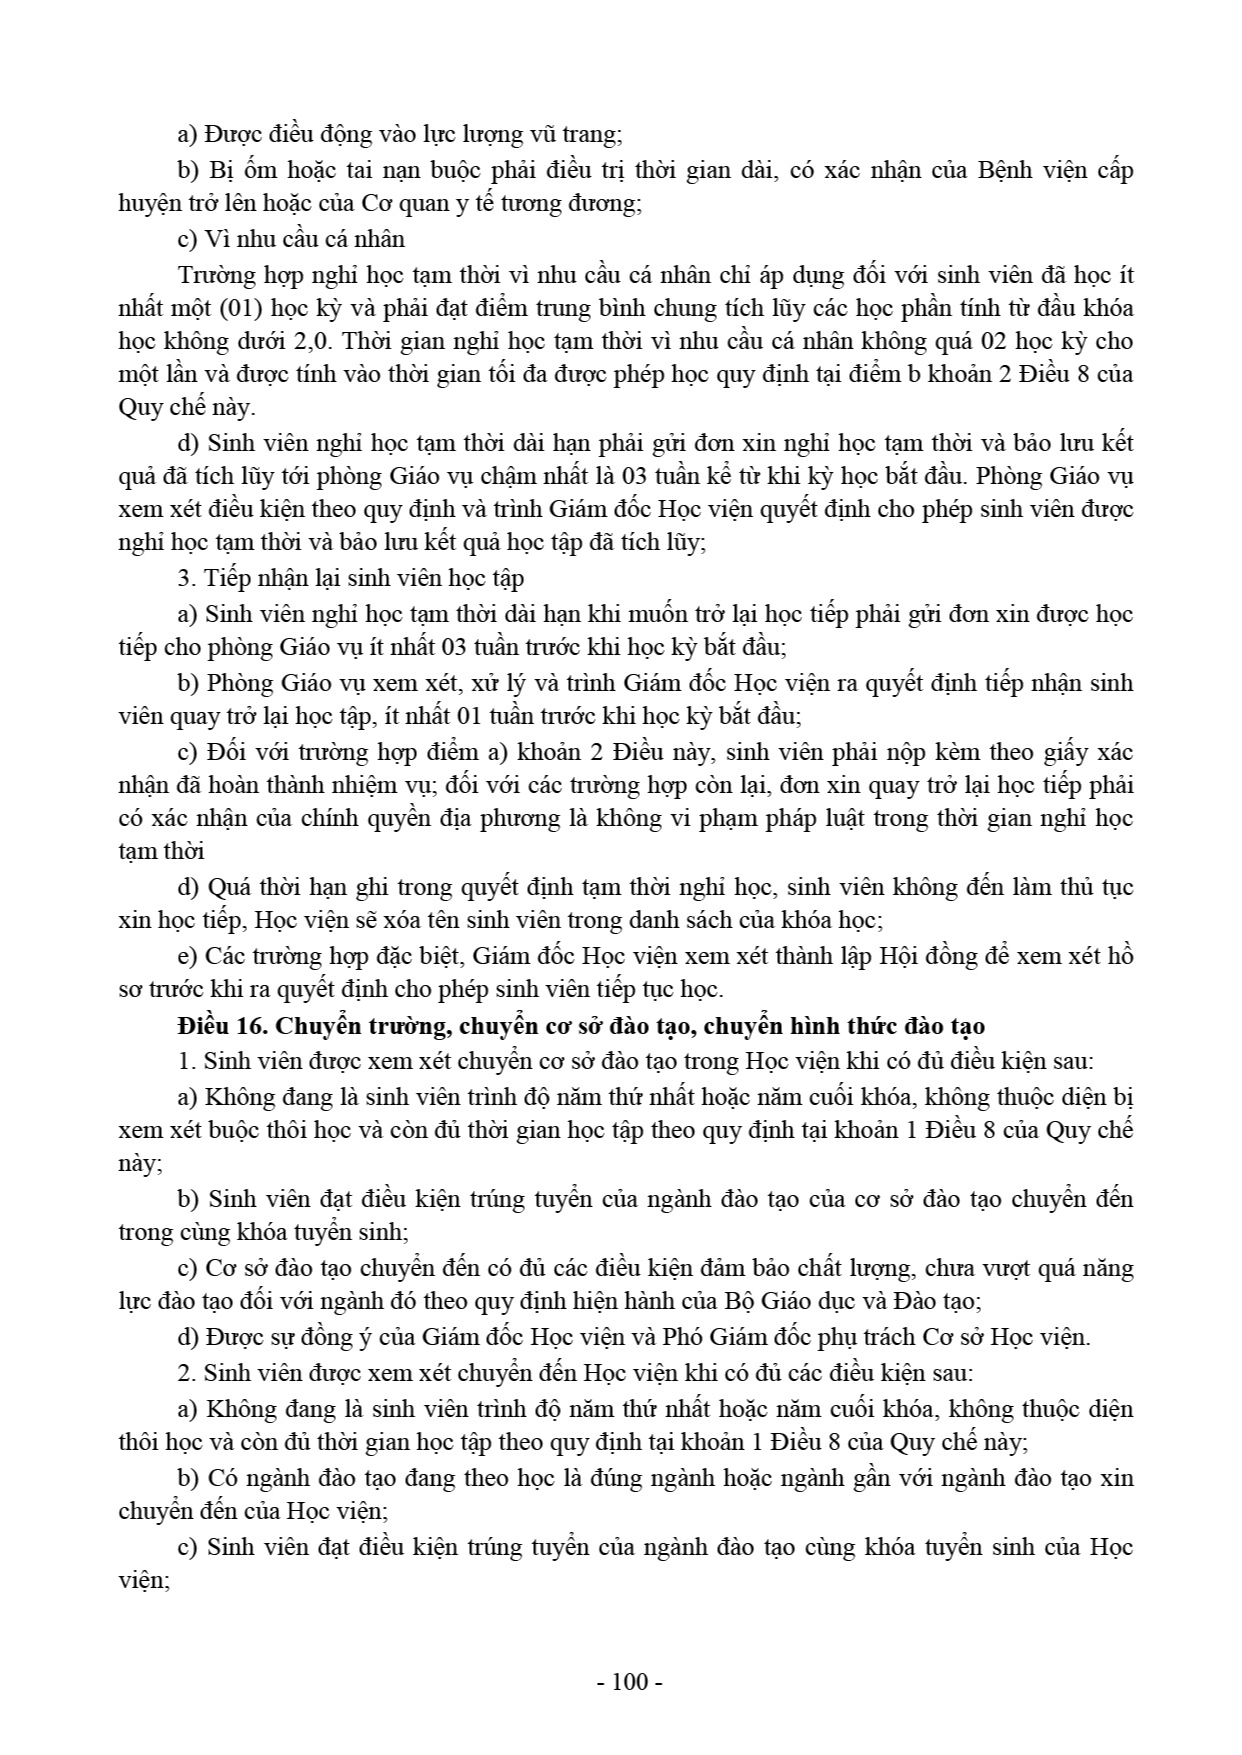 a) Được điều động vào lực lượng vũ trang;
b) Bị ốm hoặc tai nạn buộc phải điều trị thời gian dài, có xác nhận của Bệnh viện cấp
huyện trở lên hoặc của Cơ quan y tế tương đương;
c) Vì nhu cầu cá nhân
Trường hợp nghỉ học tạm thời vì nhu cầu cá nhân chỉ áp dụng đối với sinh viên đã học ít
nhất một (01) học kỳ và phải đạt điểm trung bình chung tích lũy các học phần tính từ đầu khóa
học không dưới 2,0. Thời gian nghỉ học tạm thời vì nhu cầu cá nhân không quá 02 học kỳ cho
một lần và được tính vào thời gian tối đa được phép học quy định tại điểm b khoản 2 Điều 8 của
Quy chế này.
d) Sinh viên nghỉ học tạm thời dài hạn phải gửi đơn xin nghỉ học tạm thời và bảo lưu kết
quả đã tích lũy tới phòng Giáo vụ chậm nhất là 03 tuần kể từ khi kỳ học bắt đầu. Phòng Giáo vụ
xem xét điều kiện theo quy định và trình Giám đốc Học viện quyết định cho phép sinh viên được
nghỉ học tạm thời và bảo lưu kết quả học tập đã tích lũy;
3. Tiếp nhận lại sinh viên học tập
a) Sinh viên nghỉ học tạm thời dài hạn khi muốn trở lại học tiếp phải gửi đơn xin được học
tiếp cho phòng Giáo vụ ít nhất 03 tuần trước khi học kỳ bắt đầu;
b) Phòng Giáo vụ xem xét, xử lý và trình Giám đốc Học viện ra quyết định tiếp nhận sinh
viên quay trở lại học tập, ít nhất 01 tuần trước khi học kỳ bắt đầu;
c) Đối với trường hợp điểm a) khoản 2 Điều này, sinh viên phải nộp kèm theo giấy xác
nhận đã hoàn thành nhiệm vụ; đối với các trường hợp còn lại, đơn xin quay trở lại học tiếp phải
có xác nhận của chính quyền địa phương là không vi phạm pháp luật trong thời gian nghỉ học
tạm thời
d) Quá thời hạn ghi trong quyết định tạm thời nghỉ học, sinh viên không đến làm thủ tục
xin học tiếp, Học viện sẽ xóa tên sinh viên trong danh sách của khóa học;
e) Các trường hợp đặc biệt, Giám đốc Học viện xem xét thành lập Hội đồng để xem xét hồ
sơ trước khi ra quyết định cho phép sinh viên tiếp tục học.
Điều 16. Chuyển trường, chuyển cơ sở đào tạo, chuyển hình thức đào tạo
1. Sinh viên được xem xét chuyển cơ sở đào tạo trong Học viện khi có đủ điều kiện sau:
a) Không đang là sinh viên trình độ năm thứ nhất hoặc năm cuối khóa, không thuộc diện bị
xem xét buộc thôi học và còn đủ thời gian học tập theo quy định tại khoản 1 Điều 8 của Quy chế
này;
b) Sinh viên đạt điều kiện trúng tuyển của ngành đào tạo của cơ sở đào tạo chuyển đến
trong cùng khóa tuyển sinh;
c) Cơ sở đào tạo chuyển đến có đủ các điều kiện đảm bảo chất lượng, chưa vượt quá năng
lực đào tạo đối với ngành đó theo quy định hiện hành của Bộ Giáo dục và Đào tạo;
d) Được sự đồng ý của Giám đốc Học viện và Phó Giám đốc phụ trách Cơ sở Học viện.
2. Sinh viên được xem xét chuyển đến Học viện khi có đủ các điều kiện sau:
a) Không đang là sinh viên trình độ năm thứ nhất hoặc năm cuối khóa, không thuộc diện
thôi học và còn đủ thời gian học tập theo quy định tại khoản 1 Điều 8 của Quy chế này;
b) Có ngành đào tạo đang theo học là đúng ngành hoặc ngành gần với ngành đào tạo xin
chuyển đến của Học viện;
c) Sinh viên đạt điều kiện trúng tuyển của ngành đào tạo cùng khóa tuyển sinh của Học
viện;
- 100 -